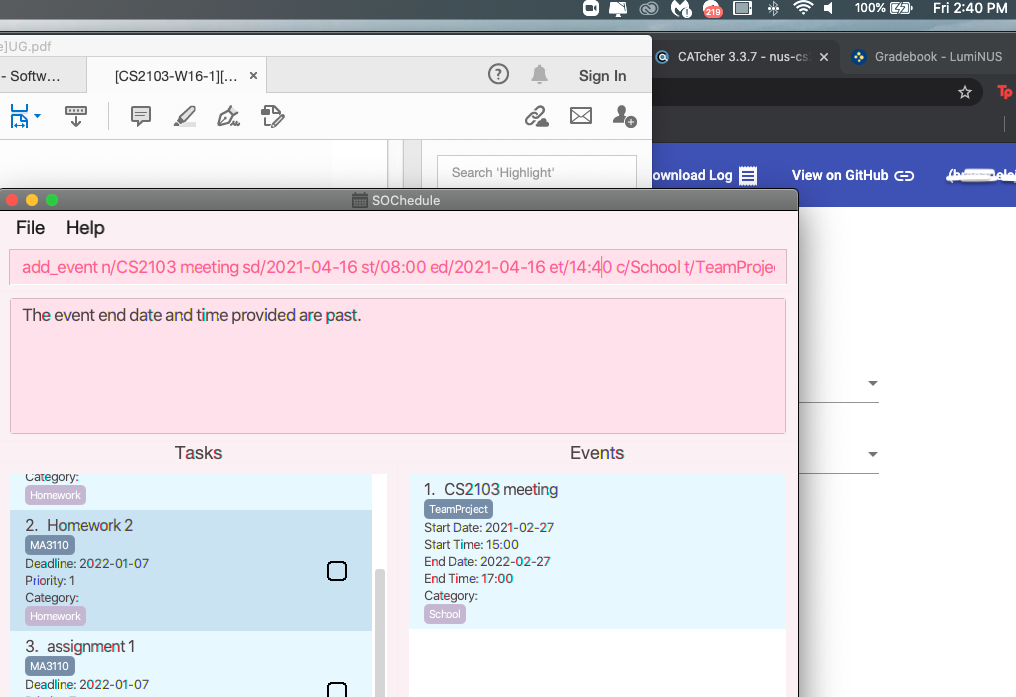 219
100%
Fri 2:40 PM
e]UG.pdf
- Softw...
[CS2103-W16-1][... ×
Sign In
CATcher 3.3.7 - nus-cs
Gradebook - LumiNUS
Tp
Search 'Highlight'
ownload Log
View on GitHub
SOChedule
File Help
add_event n/CS2103 meeting sd/2021-04-16 st/08:00 ed/2021-04-16 et/14:40 c/School t/TeamProje
The event end date and time provided are past.
Tasks
Category:
Homework
2. Homework 2
MA3110
Deadline: 2022-01-07
Priority: 1
Category:
Homework
3. assignment 1
MA3110
Deadline: 2022-01-07
Events
1. CS2103 meeting
TeamProject
Start Date: 2021-02-27
Start Time: 15:00
End Date: 2022-02-27
End Time: 17:00
Category:
School